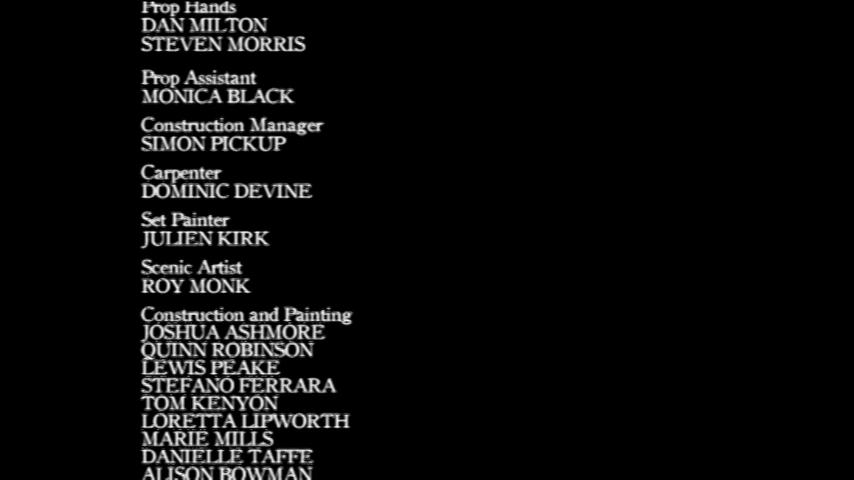 Prop Hands
DAN MILTON
STEVEN MORRIS
Prop Assistant
MONICA BLACK
Construction Manager
SIMON PICKUP
Carpenter
DOMINIC DEVINE
Set Painter
JULIEN KIRK
Scenic Artist
ROY MONK
Construction and Painting
JOSHUA ASHMORE
QUINN ROBINSON
LEWIS PEAKE
STEFANO FERRARA
TOM KENYON
LORETTA LIPWORTH
MARIE MILLS
DANIELLE TAFFE
ALISON BOWMAN